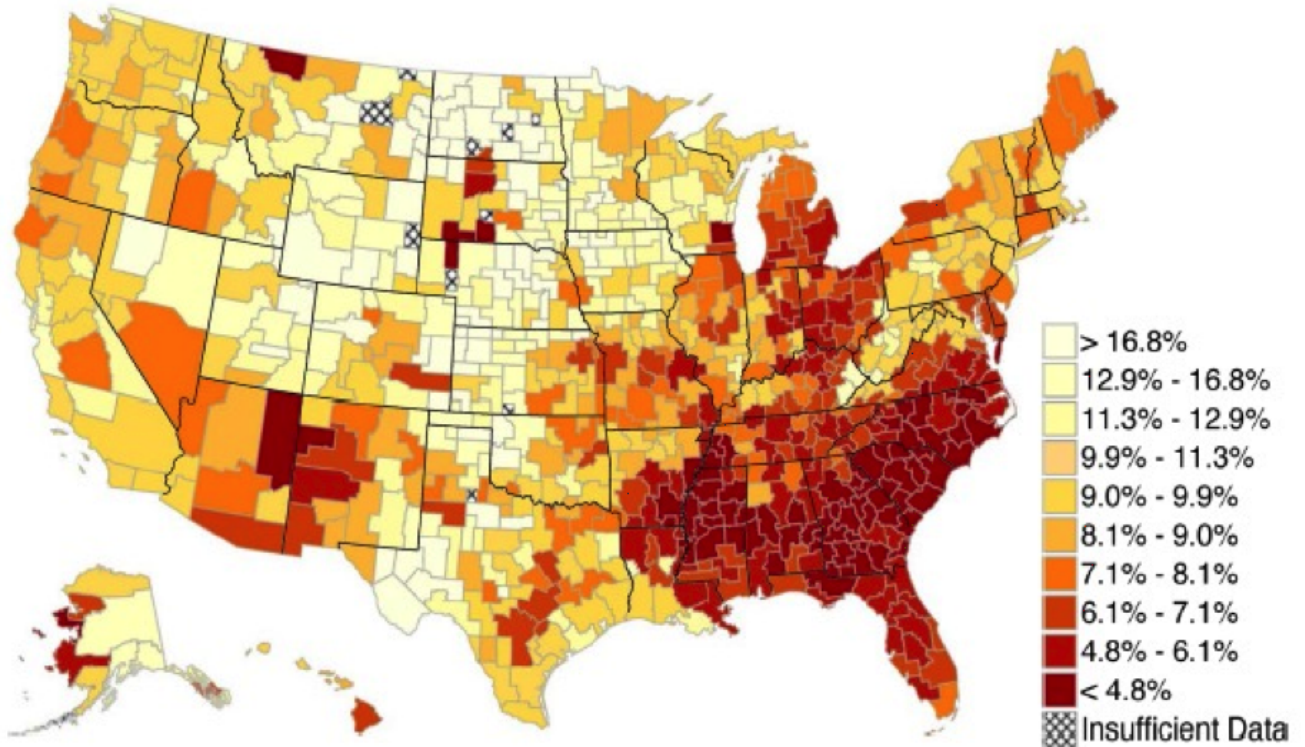 > 16.8%
12.9% - 16.8%
11.3% - 12.9%
9.9% - 11.3%
9.0% - 9.9%
8.1% - 9.0%
7.1% - 8.1%
6.1% - 7.1%
4.8% - 6.1%
< 4.8%
Insufficient Data